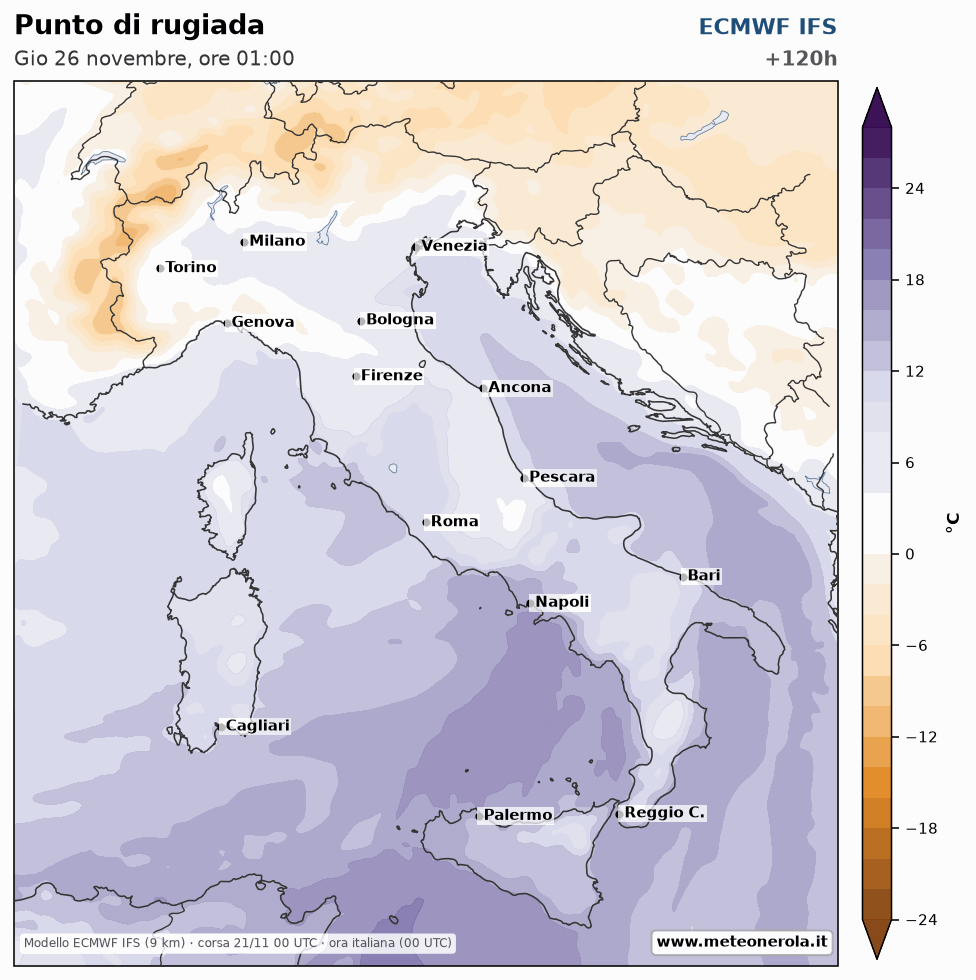 Punto di rugiada
ECMWF IFS
Gio 26 novembre, ore 01:00
+120h
Milano
Venezia
Torino
Genova
Bologna
Firenze
Ancona
Pescara
Roma
Bari
Napoli
Cagliari
Palermo
Reggio C.
24
18
12
6
0
−6
−12
−18
−24
°C
Modello ECMWF IFS (9 km) · corsa 21/11 00 UTC · ora italiana (00 UTC)
www.meteonerola.it